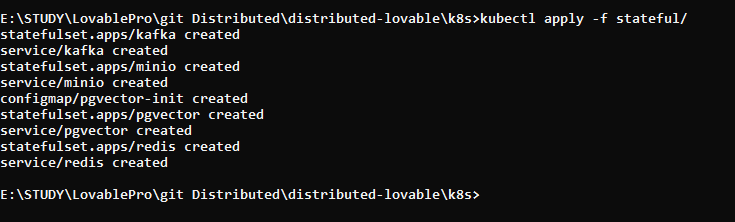 E:\STUDY\LovablePro\git Distributed\distributed-lovable\k8s>kubectl apply -f stateful/
statefulset.apps/kafka created
service/kafka created
statefulset.apps/minio created
service/minio created
configmap/pgvector-init created
statefulset.apps/pgvector created
service/pgvector created
statefulset.apps/redis created
service/redis created
E:\STUDY\LovablePro\git Distributed\distributed-lovable\k8s>